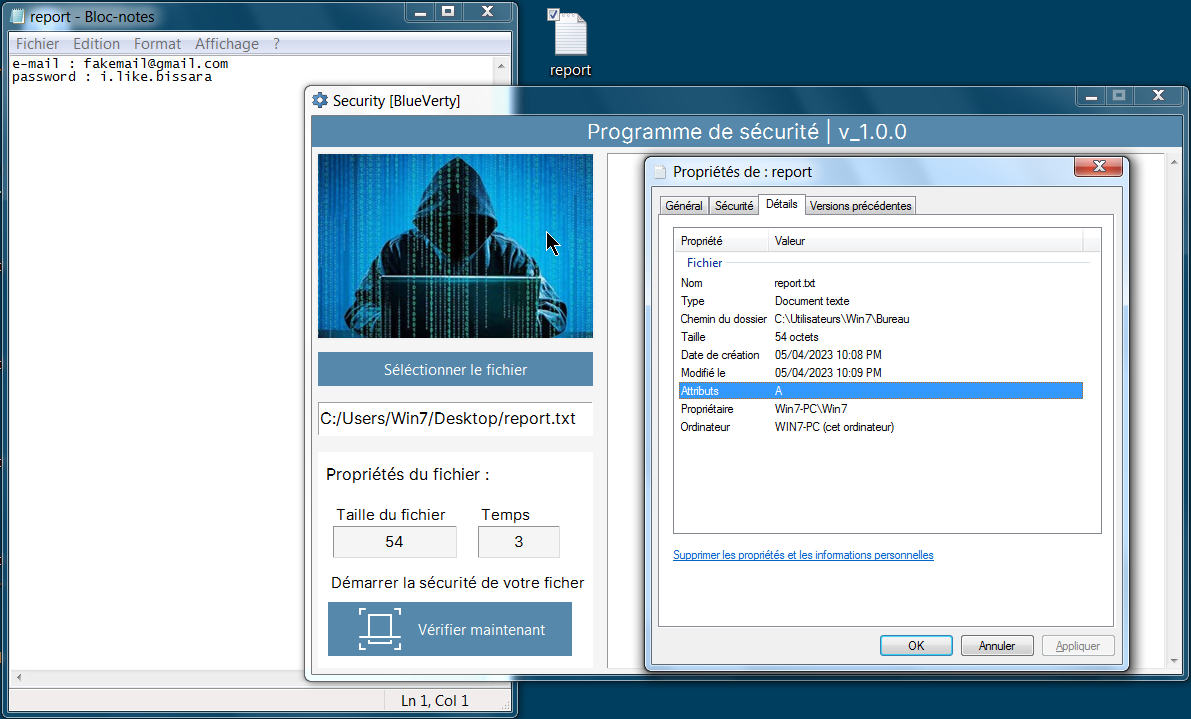 report - Bloc-notes
Fichier Edition Format Affichage ?
e-mail : fakemail@gmail.com
password : i.like.bissara
Ln 1, Col 1
report
Security [BlueVerty]
Programme de sécurité | v_1.0.0
Séléctionner le fichier
C:/Users/Win7/Desktop/report.txt
Propriétés du fichier :
Taille du fichier Temps
54 3
Démarrer la sécurité de votre ficher
Vérifier maintenant
Propriétés de : report
Général Sécurité Détails Versions précédentes
Propriété Valeur
Fichier
Nom report.txt
Type Document texte
Chemin du dossier C:\Utilisateurs\Win7\Bureau
Taille 54 octets
Date de création 05/04/2023 10:08 PM
Modifié le 05/04/2023 10:09 PM
Attributs A
Propriétaire Win7-PC\Win7
Ordinateur WIN7-PC (cet ordinateur)
Supprimer les propriétés et les informations personnelles
OK Annuler Appliquer